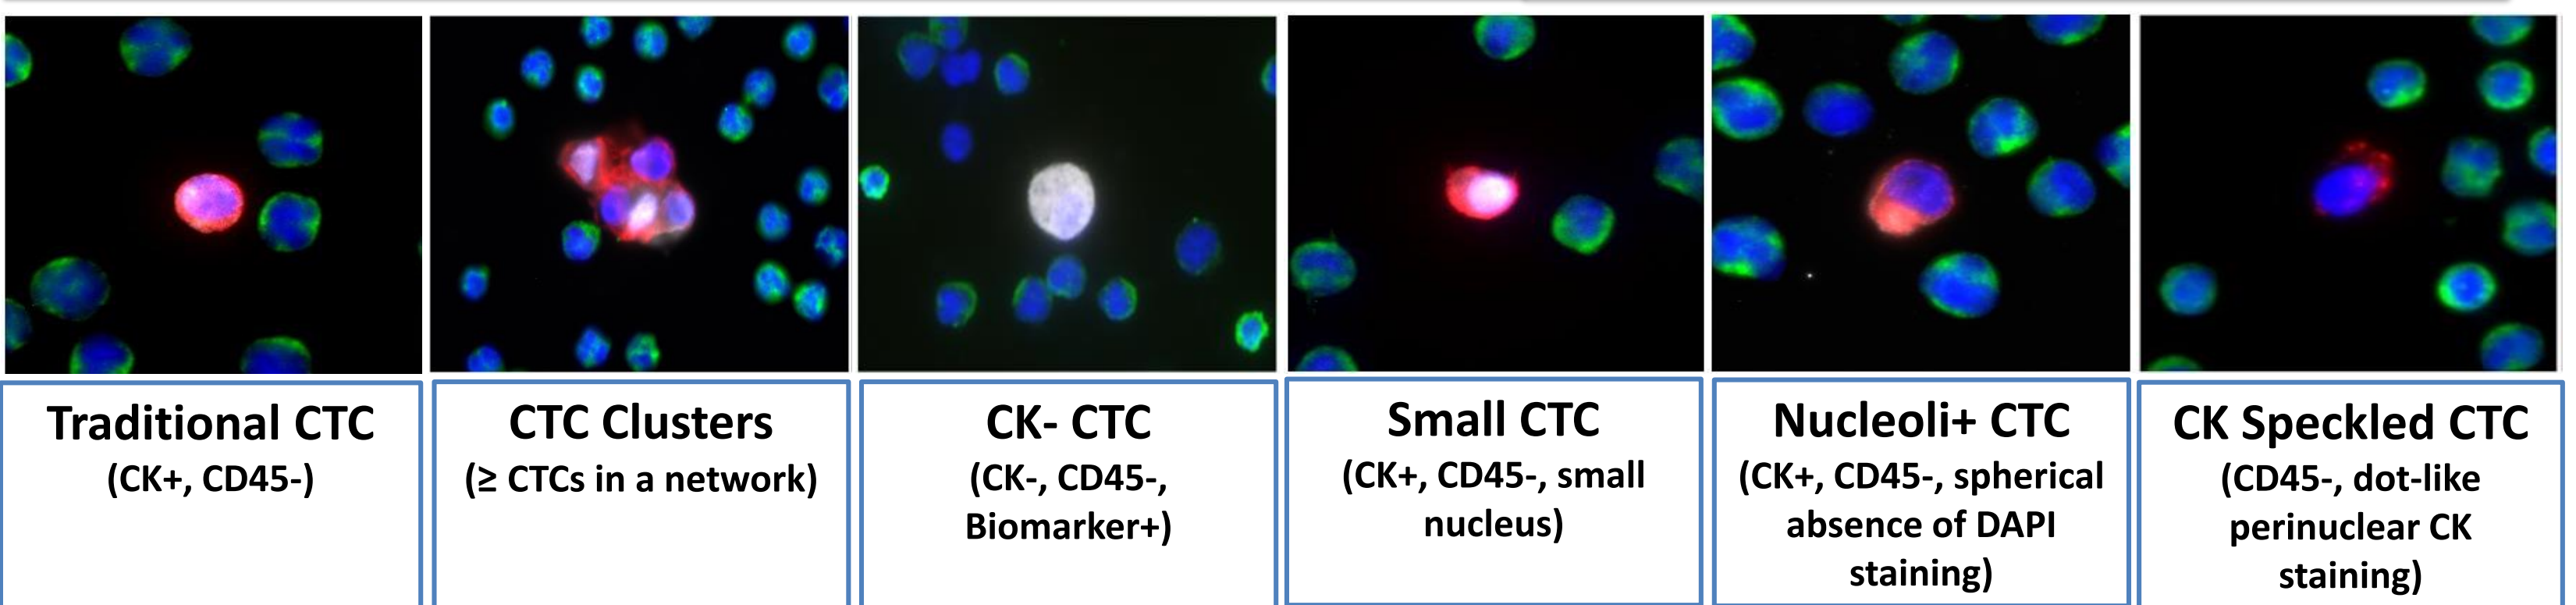 Traditional CTC
(CK+, CD45-)
CTC Clusters
(≥ CTCs in a network)
CK- CTC
(CK-, CD45-,
Biomarker+)
Small CTC
(CK+, CD45-, small
nucleus)
Nucleoli+ CTC
(CK+, CD45-, spherical
absence of DAPI
staining)
CK Speckled CTC
(CD45-, dot-like
perinuclear CK
staining)